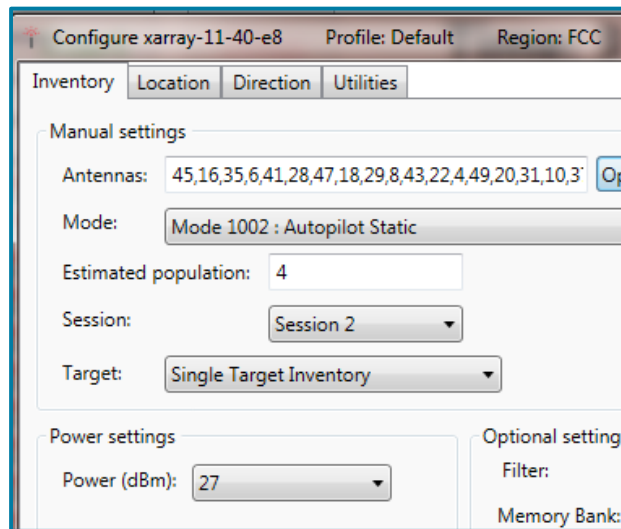 Configure xarray-11-40-e8 Profile: Default Region: FCC
Inventory Location Direction Utilities
Manual settings
Antennas: 45,16,35,6,41,28,47,18,29,8,43,22,4,49,20,31,10,37 Op
Mode: Mode 1002 : Autopilot Static
Estimated population: 4
Session: Session 2
Target: Single Target Inventory
Power settings Optional setting
Power (dBm): 27 Filter:
Memory Bank: